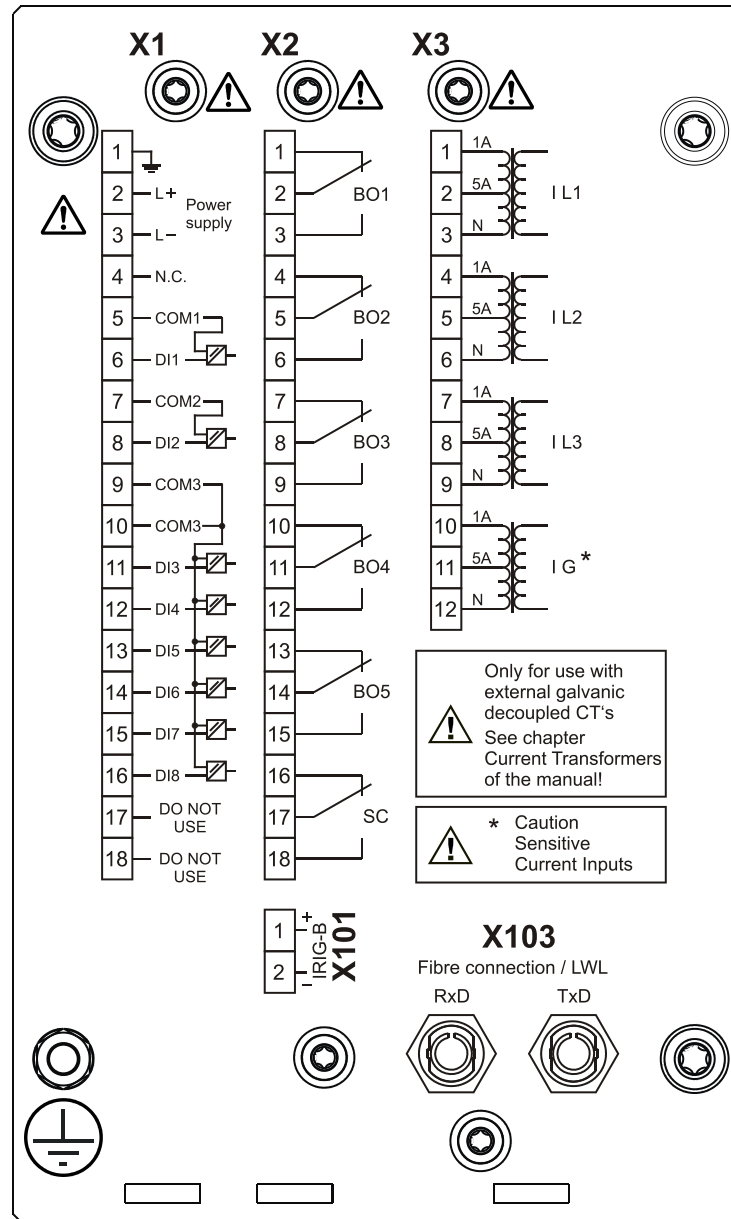 X1 X2 X3
1
2 L+
3 L−
Power
supply
4 N.C.
5 COM1
6 DI1
7 COM2
8 DI2
9 COM3
10 COM3
11 DI3
12 DI4
13 DI5
14 DI6
15 DI7
16 DI8
17 DO NOT
USE
18 DO NOT
USE
1
2 BO1
3
4
5 BO2
6
7
8 BO3
9
10
11 BO4
12
13
14 BO5
15
16
17 SC
18
1 1A
2 5A I L1
3 N
4 1A
5 5A I L2
6 N
7 1A
8 5A I L3
9 N
10 1A
11 5A I G*
12 N
Only for use with
external galvanic
decoupled CT‘s
See chapter
Current Transformers
of the manual!
* Caution
Sensitive
Current Inputs
1 +
2 −
IRIG-B
X101
X103
Fibre connection / LWL
RxD TxD